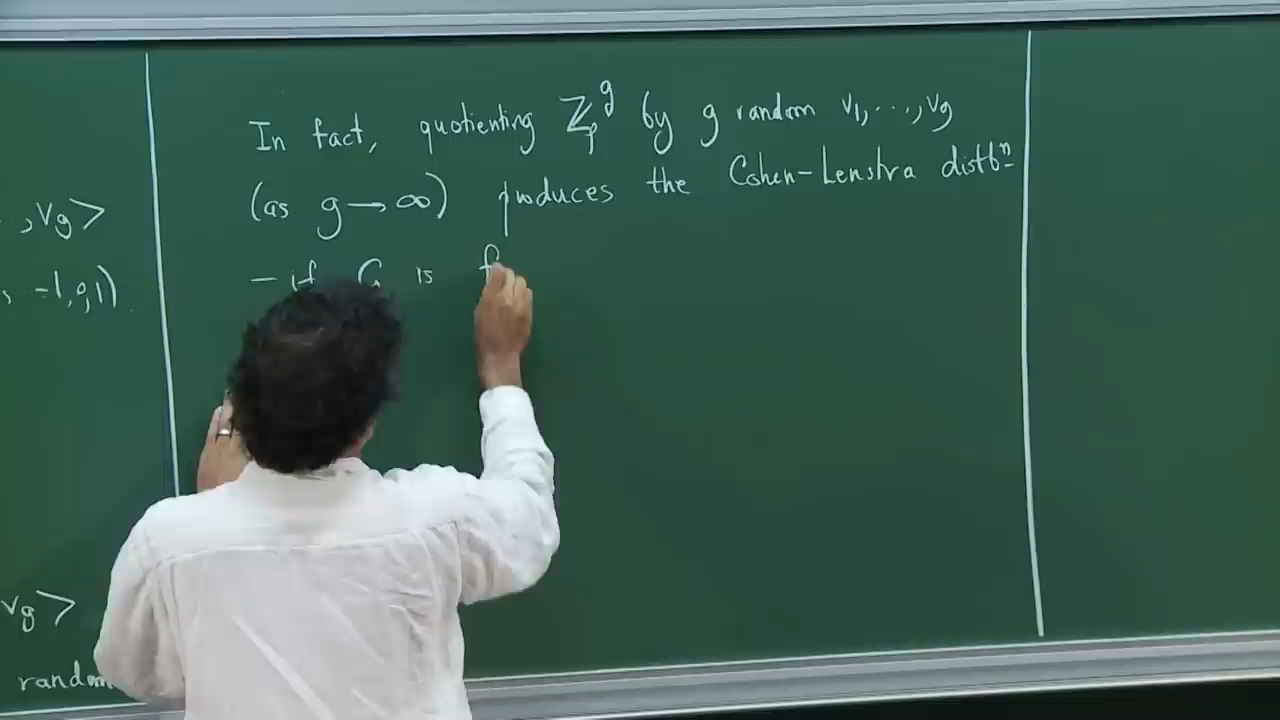 ..,vg>
, -1,0,1)
vg>
random
In fact, quotienting ℤₚᵍ by g random v₁,...,vg
(as g→∞) produces the Cohen-Lenstra distbⁿ
- if G is f